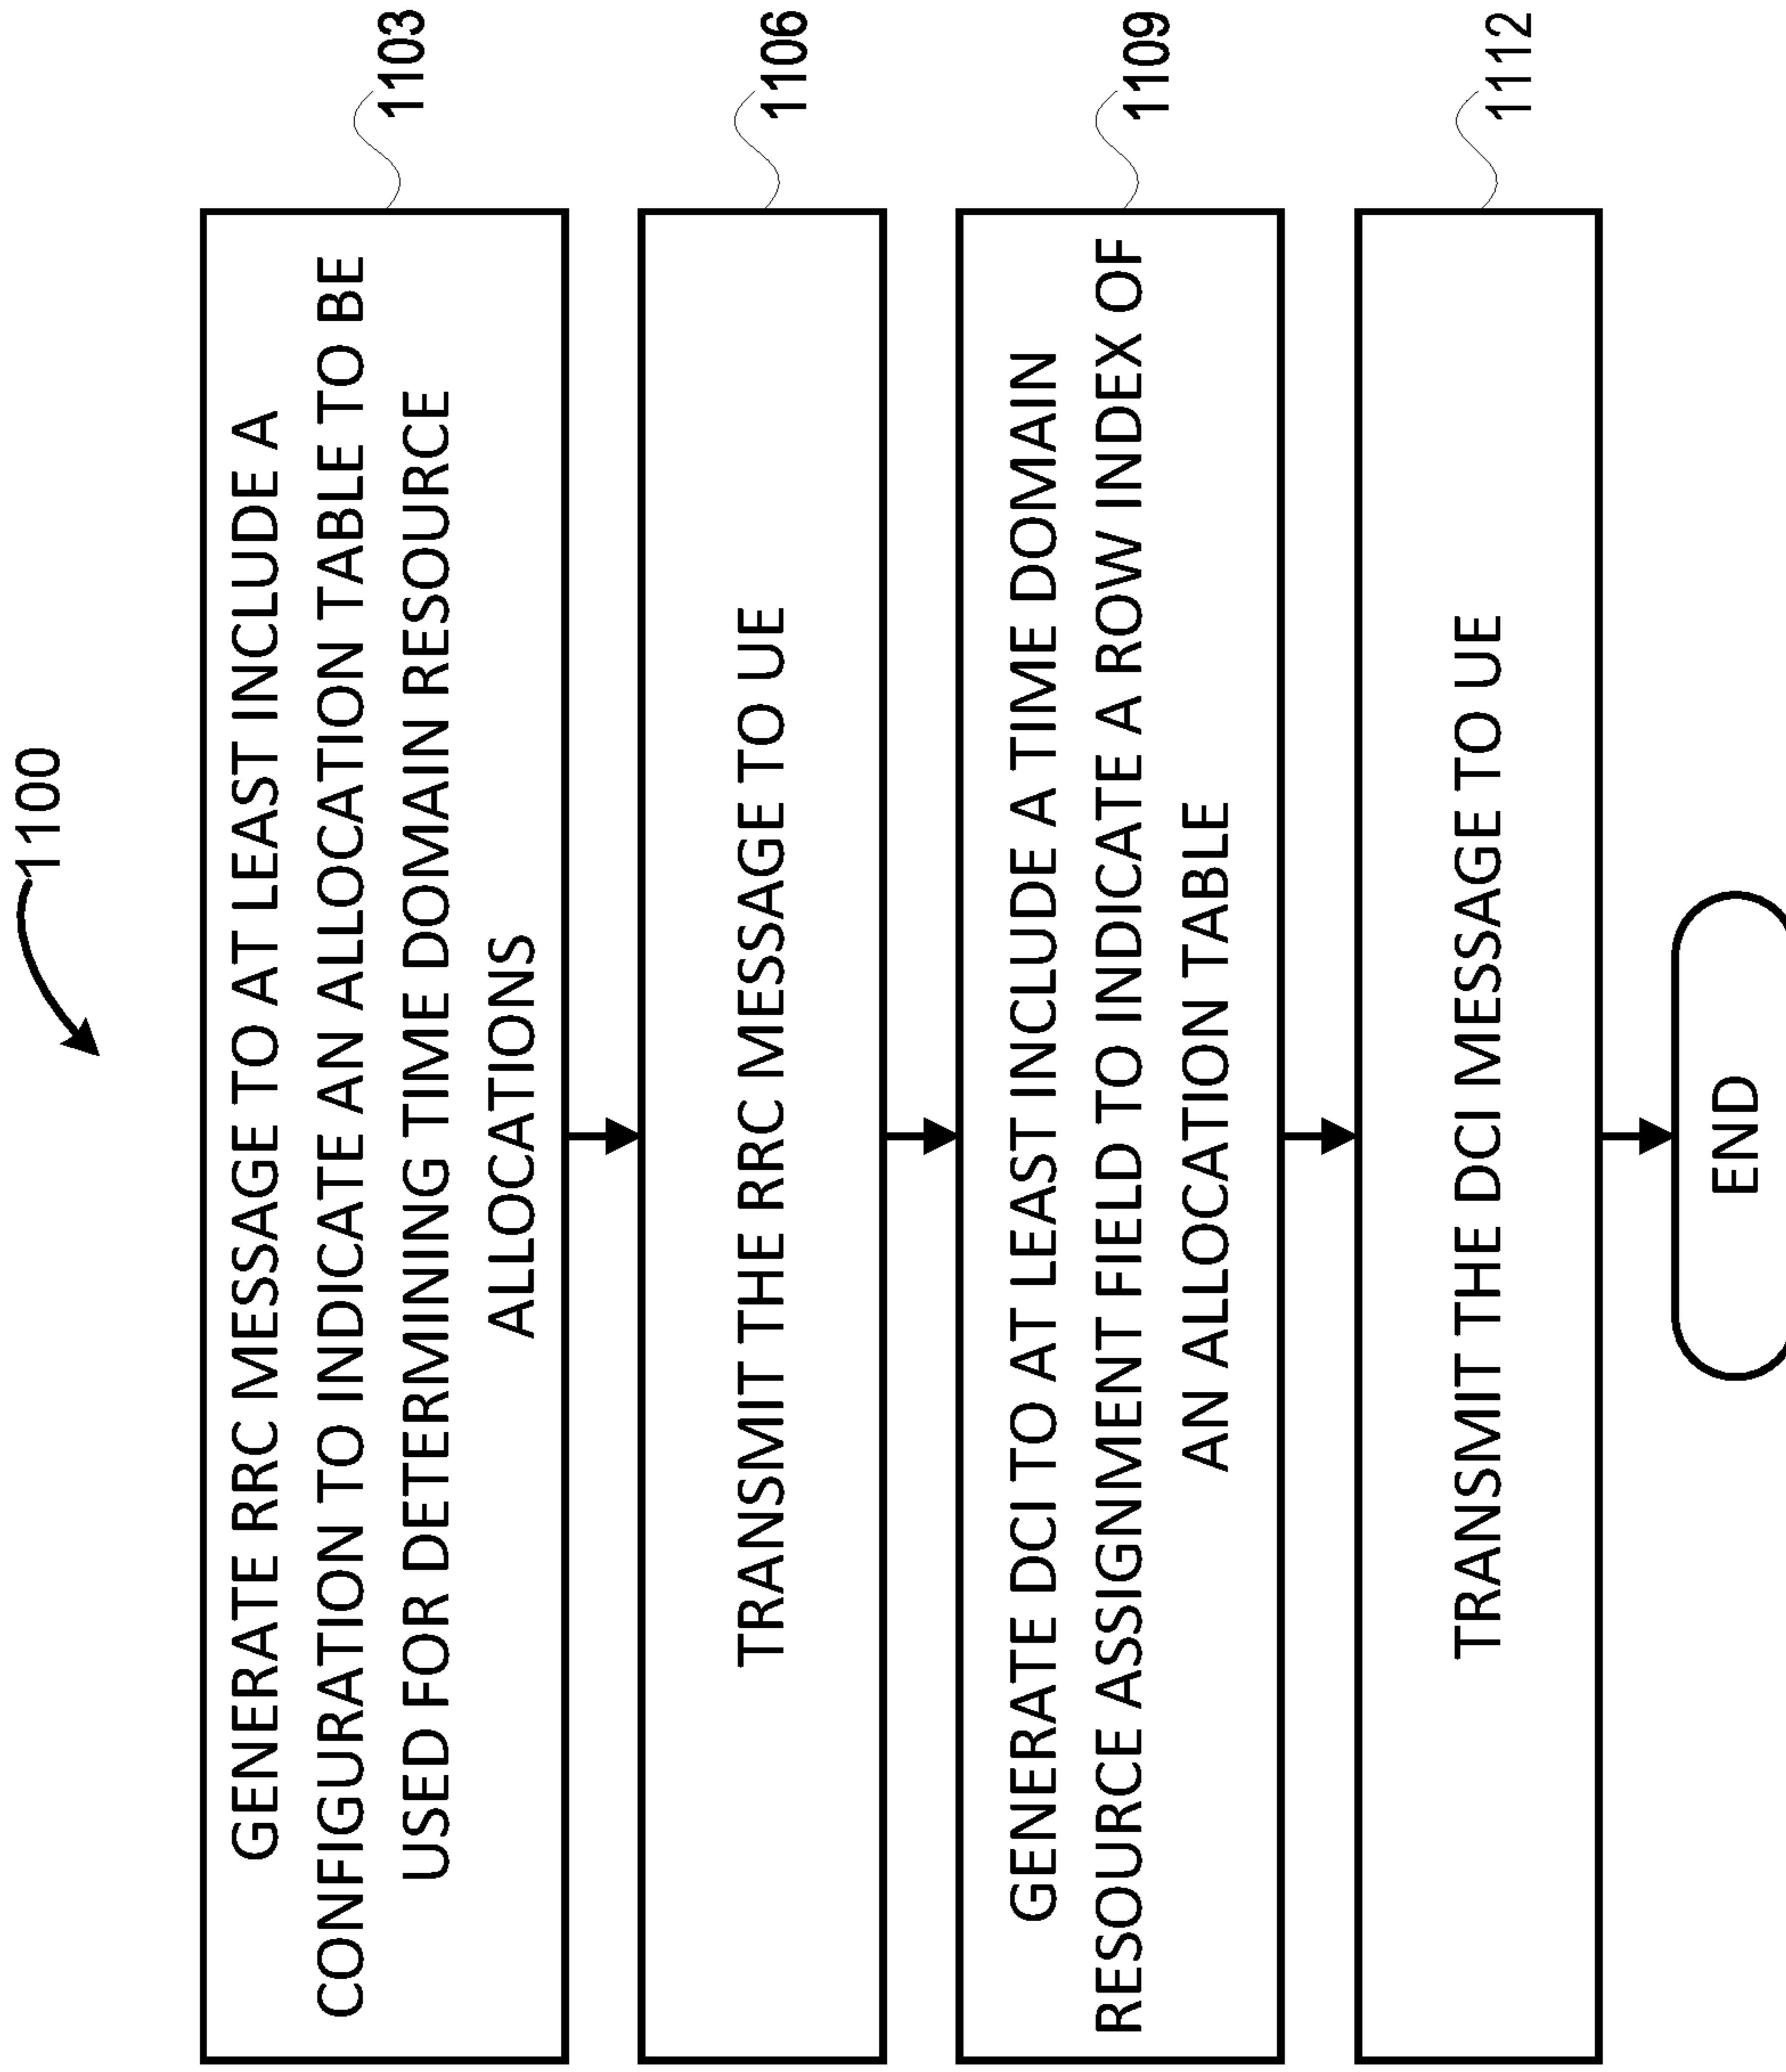 1100
GENERATE RRC MESSAGE TO AT LEAST INCLUDE A
CONFIGURATION TO INDICATE AN ALLOCATION TABLE TO BE
USED FOR DETERMINING TIME DOMAIN RESOURCE
ALLOCATIONS
1103
TRANSMIT THE RRC MESSAGE TO UE
1106
GENERATE DCI TO AT LEAST INCLUDE A TIME DOMAIN
RESOURCE ASSIGNMENT FIELD TO INDICATE A ROW INDEX OF
AN ALLOCATION TABLE
1109
TRANSMIT THE DCI MESSAGE TO UE
1112
END